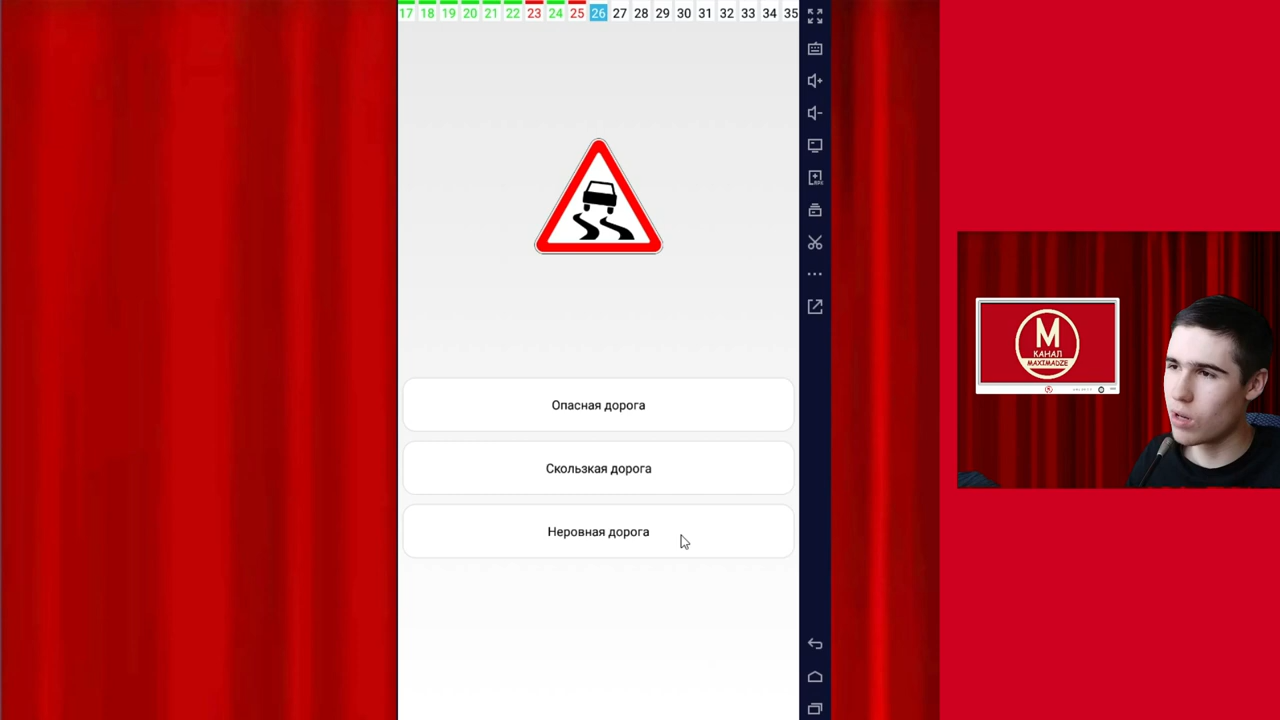 17 18 19 20 21 22 23 24 25 26 27 28 29 30 31 32 33 34 35
Опасная дорога
Скользкая дорога
Неровная дорога
М
КАНАЛ
MAXIMADZE